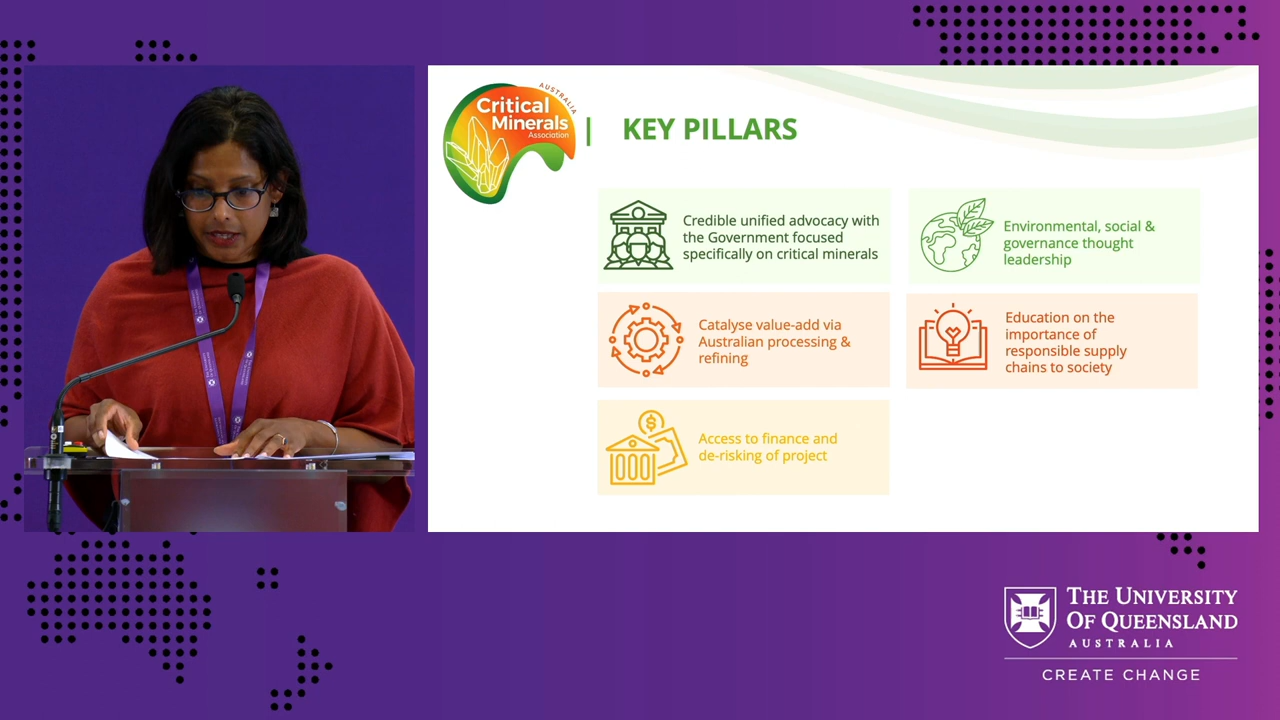 AUSTRALIA
Critical
Minerals
Association
KEY PILLARS
Credible unified advocacy with
the Government focused
specifically on critical minerals
Environmental, social &
governance thought
leadership
Catalyse value-add via
Australian processing &
refining
Education on the
importance of
responsible supply
chains to society
Access to finance and
de-risking of project
THE UNIVERSITY
OF QUEENSLAND
AUSTRALIA
CREATE CHANGE